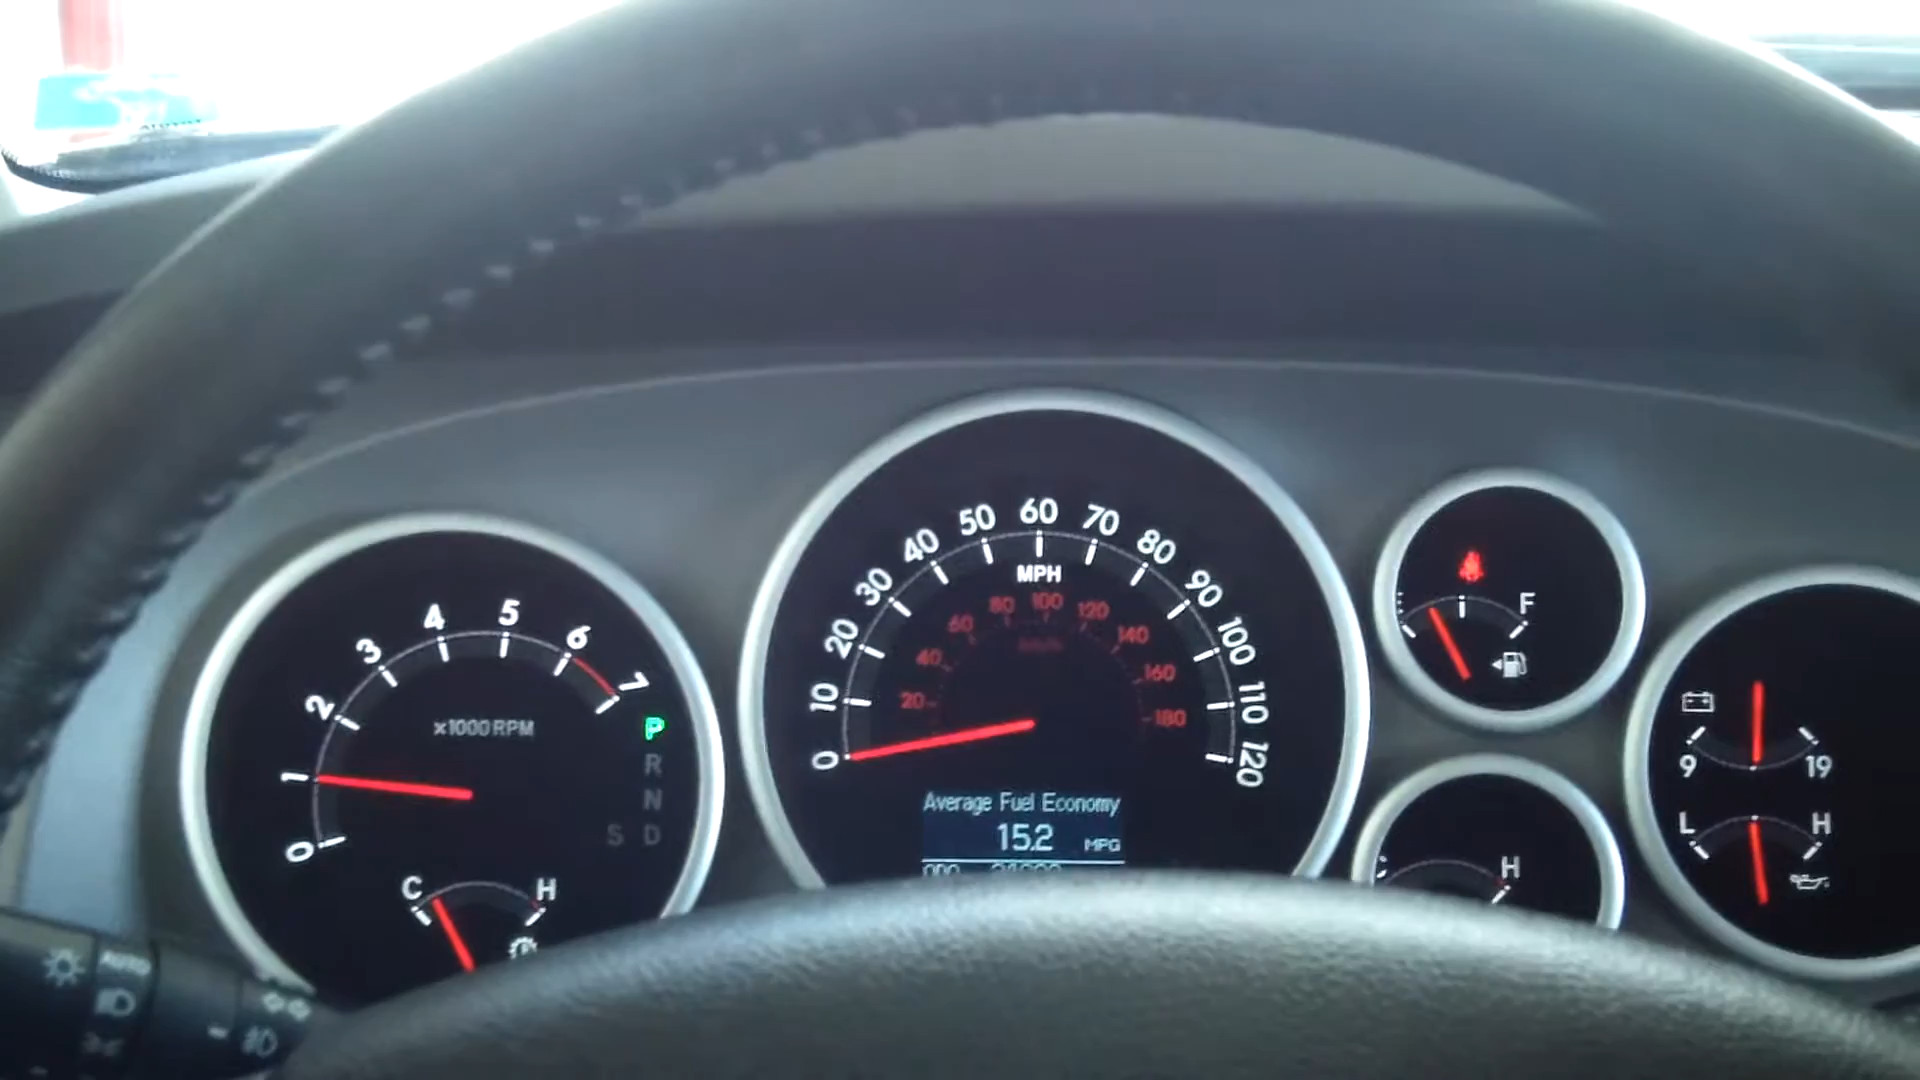 0 1 2 3 4 5 6 7
x1000 RPM
P
R
N
S D
C H
0 10 20 30 40 50 60 70 80 90 100 110 120
MPH
20 40 60 80 100 120 140 160 180
Average Fuel Economy
15.2 MPG
ODO
F
H
9 19
L H
AUTO